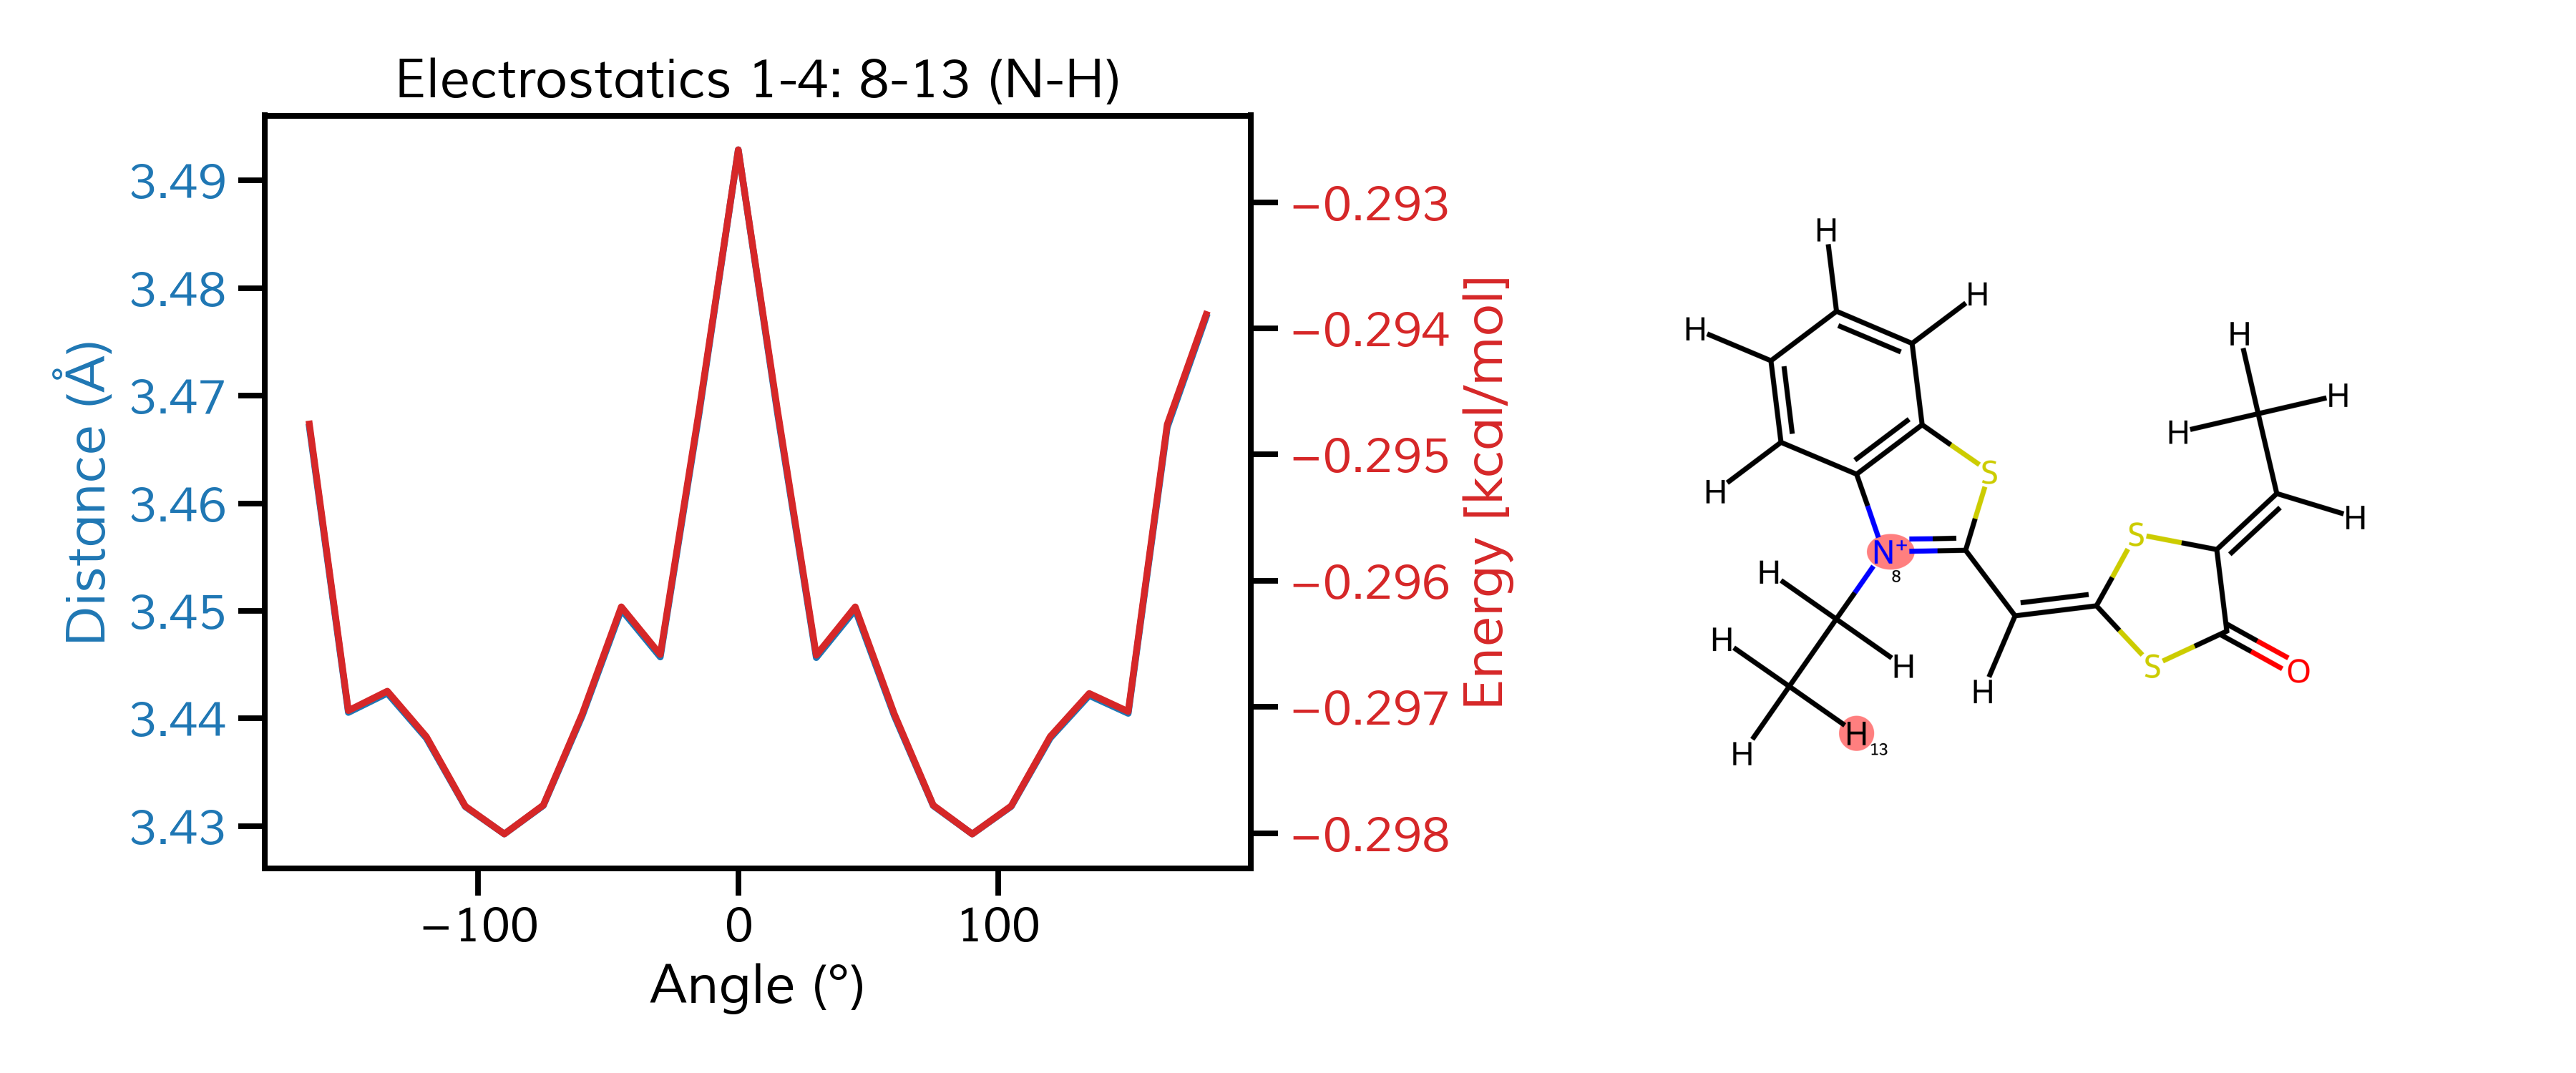 Electrostatics 1-4: 8-13 (N-H)
Distance (Å)
3.49
3.48
3.47
3.46
3.45
3.44
3.43
−100
0
100
Angle (°)
−0.293
−0.294
−0.295
−0.296
−0.297
−0.298
Energy [kcal/mol]
H
H
H
H
H
H
H
S
H
S
N+
8
H
H
H
S
O
H
H
H
13